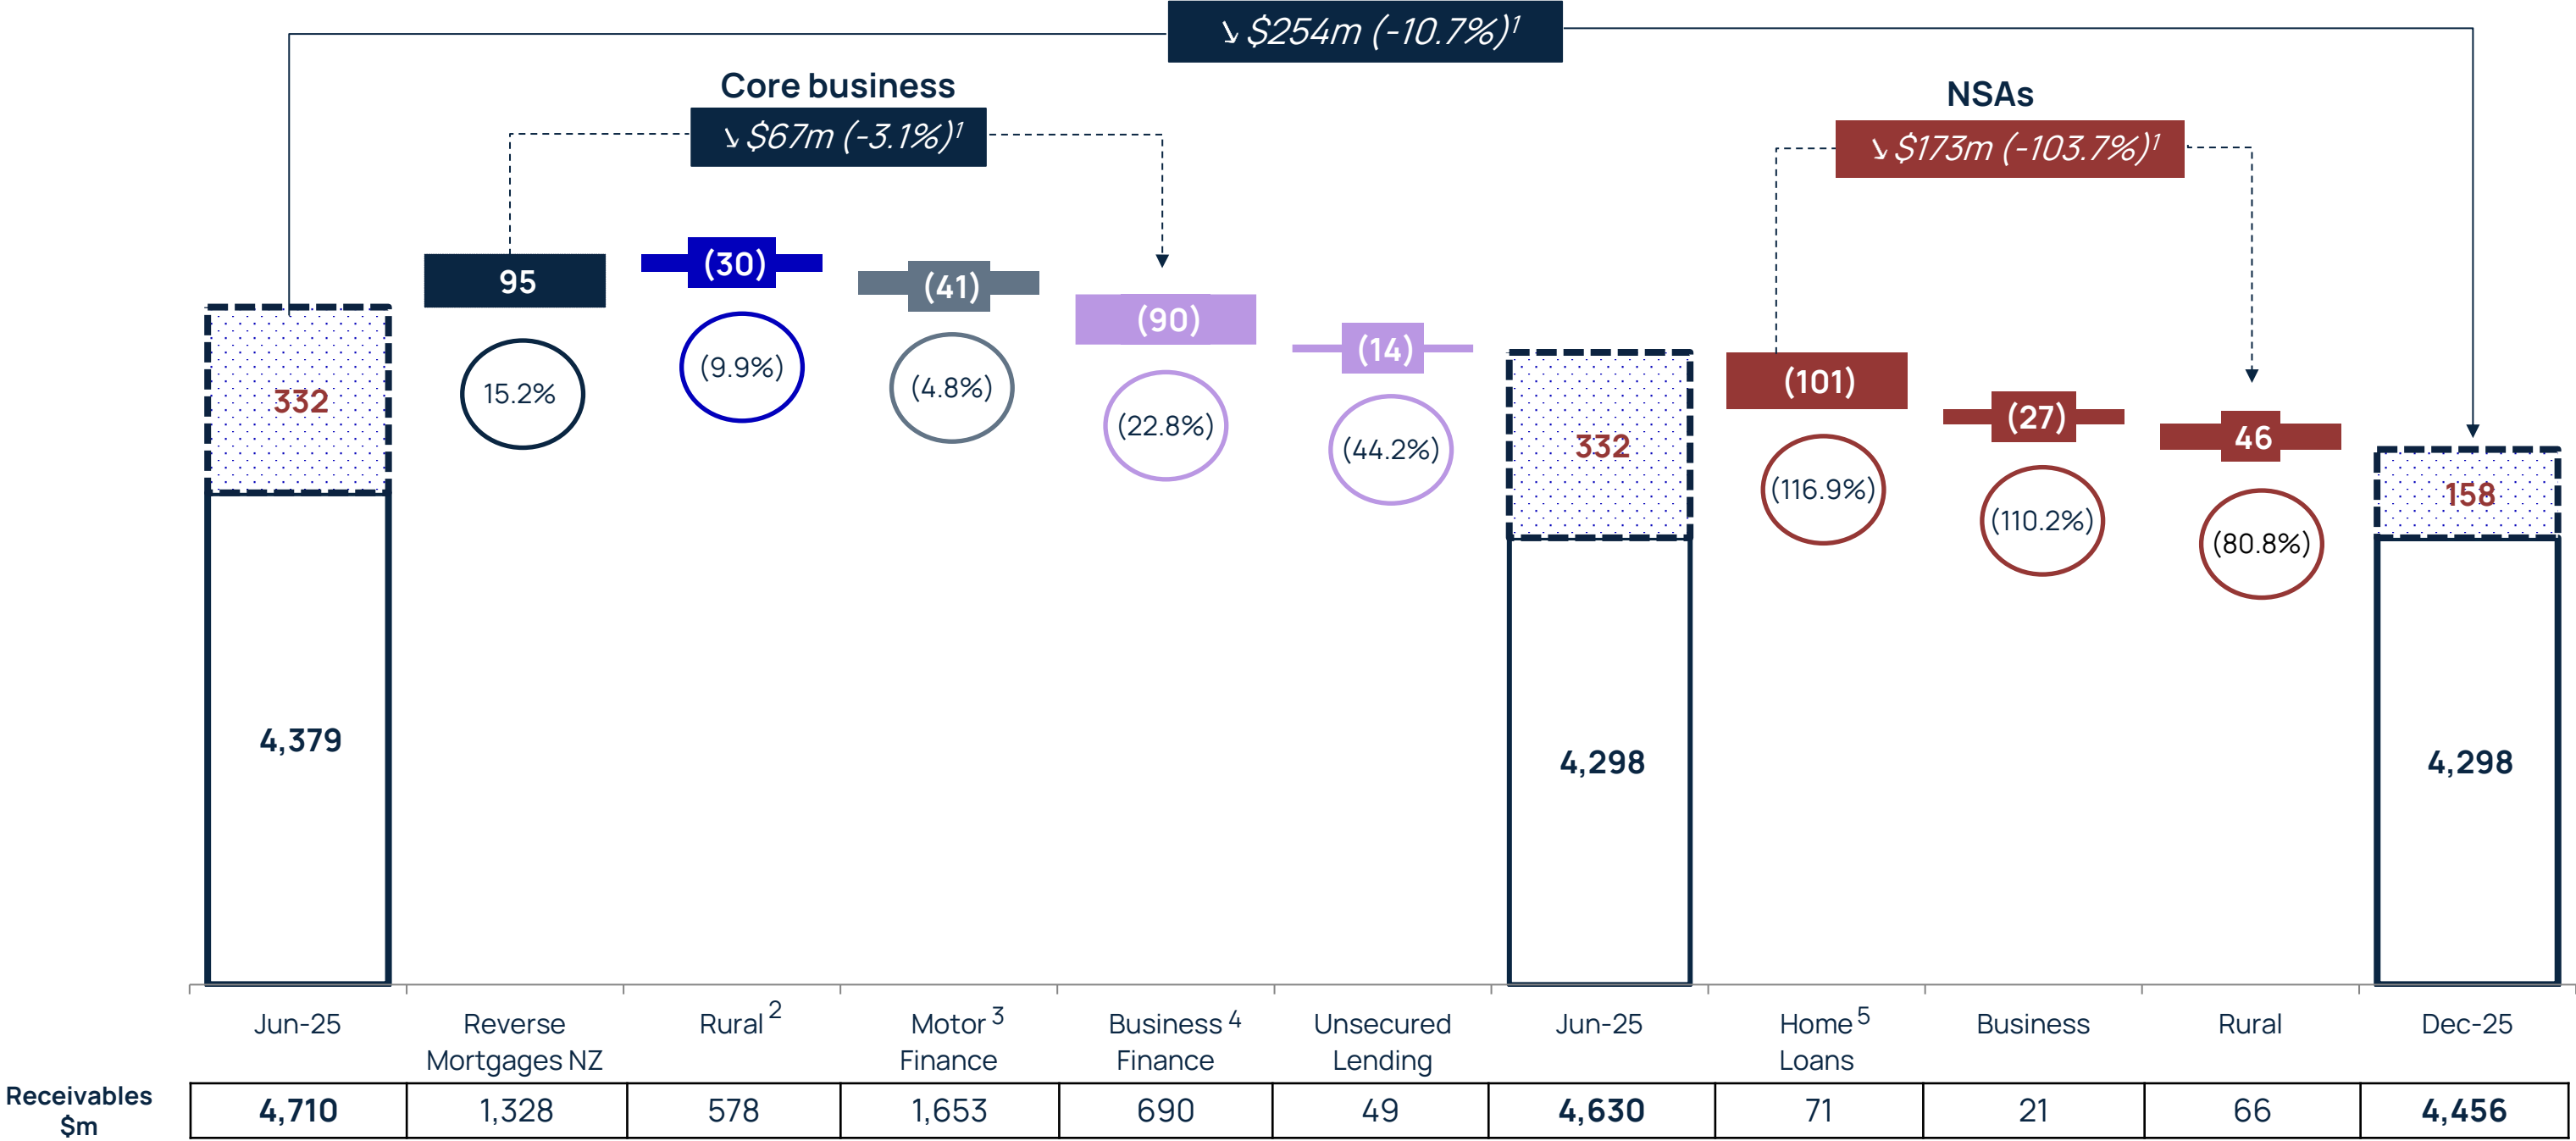 ↘ $254m (-10.7%)¹
Core business
↘ $67m (-3.1%)¹
NSAs
↘ $173m (-103.7%)¹
332
95
(30)
(41)
(90)
(14)
332
(101)
(27)
46
158
15.2%
(9.9%)
(4.8%)
(22.8%)
(44.2%)
(116.9%)
(110.2%)
(80.8%)
4,379
4,298
4,298
Jun-25
Reverse
Mortgages NZ
Rural ²
Motor ³
Finance
Business ⁴
Finance
Unsecured
Lending
Jun-25
Home ⁵
Loans
Business
Rural
Dec-25
Receivables
$m
4,710 1,328 578 1,653 690 49 4,630 71 21 66 4,456